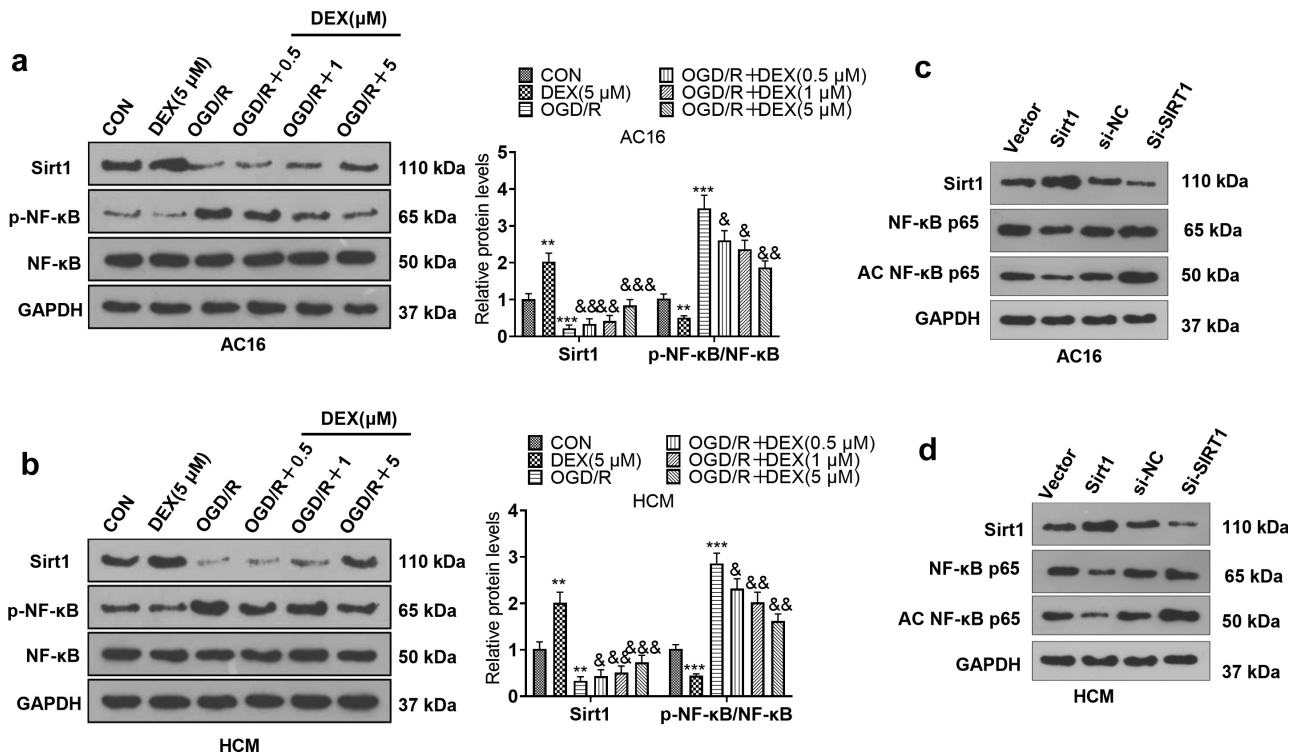 a
DEX(μM)
CON
DEX(5 μM)
OGD/R
OGD/R+0.5
OGD/R+1
OGD/R+5
Sirt1
110 kDa
p-NF-κB
65 kDa
NF-κB
50 kDa
GAPDH
37 kDa
AC16
CON
DEX(5 μM)
OGD/R
OGD/R+DEX(0.5 μM)
OGD/R+DEX(1 μM)
OGD/R+DEX(5 μM)
AC16
Relative protein levels
5
4
3
2
1
0
**
***
&&&&
&&&
**
***
&
&
&&
Sirt1
p-NF-κB/NF-κB
c
Vector
Sirt1
si-NC
Si-SIRT1
Sirt1
110 kDa
NF-κB p65
65 kDa
AC NF-κB p65
50 kDa
GAPDH
37 kDa
AC16
b
DEX(μM)
CON
DEX(5 μM)
OGD/R
OGD/R+0.5
OGD/R+1
OGD/R+5
Sirt1
110 kDa
p-NF-κB
65 kDa
NF-κB
50 kDa
GAPDH
37 kDa
HCM
CON
DEX(5 μM)
OGD/R
OGD/R+DEX(0.5 μM)
OGD/R+DEX(1 μM)
OGD/R+DEX(5 μM)
HCM
Relative protein levels
4
3
2
1
0
**
**
&
&&
&&&
***
***
&
&&
&&
Sirt1
p-NF-κB/NF-κB
d
Vector
Sirt1
si-NC
Si-SIRT1
Sirt1
110 kDa
NF-κB p65
65 kDa
AC NF-κB p65
50 kDa
GAPDH
37 kDa
HCM